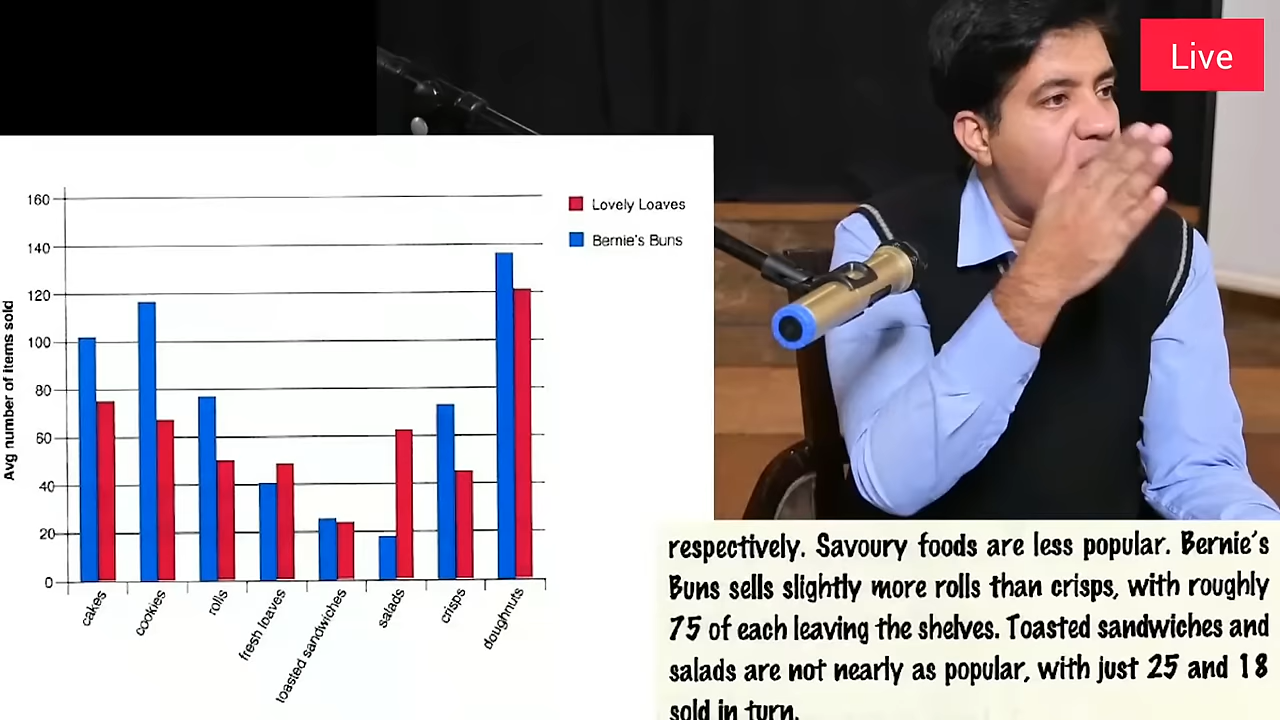 Live
160
140
120
100
80
60
40
20
0
Avg number of items sold
Lovely Loaves
Bernie's Buns
cakes
cookies
rolls
fresh loaves
toasted sandwiches
salads
crisps
doughnuts
respectively. Savoury foods are less popular. Bernie's
Buns sells slightly more rolls than crisps, with roughly
75 of each leaving the shelves. Toasted sandwiches and
salads are not nearly as popular, with just 25 and 18
sold in turn.